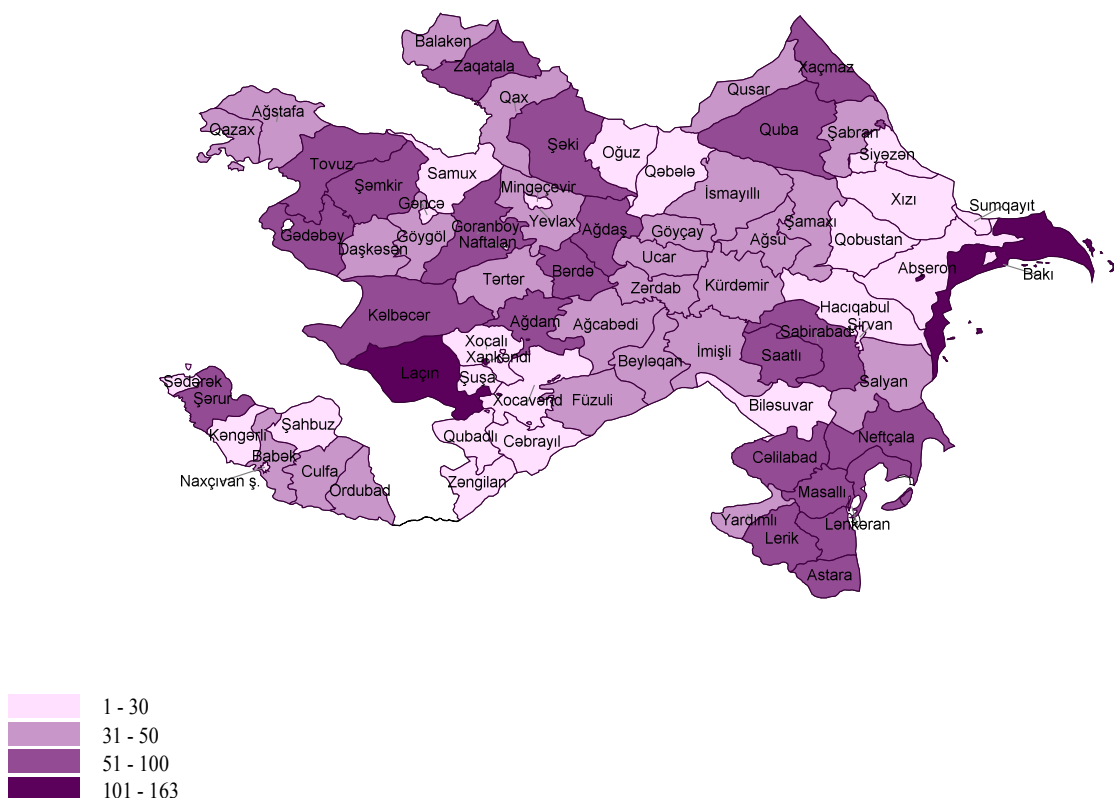 Balakən
Zaqatala
Xaçmaz
Qax
Qusar
Ağstafa
Qazax
Quba
Şabran
Şəki
Oğuz
Siyəzən
Tovuz
Samux
Qəbələ
Şəmkir
Mingəçevir
İsmayıllı
Xızı
Gəncə
Sumqayıt
Goranboy
Yevlax
Şamaxı
Gədəbəy
Göygöl
Naftalan
Ağdaş
Göyçay
Ağsu
Qobustan
Daşkəsən
Ucar
Abşeron
Bakı
Tərtər
Bərdə
Zərdab
Kürdəmir
Kəlbəcər
Hacıqabul
Ağdam
Ağcabədi
Şirvan
Sabirabad
Xocalı
Xankəndi
İmişli
Saatlı
Beyləqan
Laçın
Şuşa
Salyan
Sədərək
Şərur
Xocavənd
Füzuli
Biləsuvar
Şahbuz
Kəngərli
Qubadlı
Cəbrayıl
Neftçala
Babək
Cəlilabad
Culfa
Naxçıvan ş.
Zəngilan
Ordubad
Masallı
Yardımlı
Lənkəran
Lerik
Astara
1 - 30
31 - 50
51 - 100
101 - 163